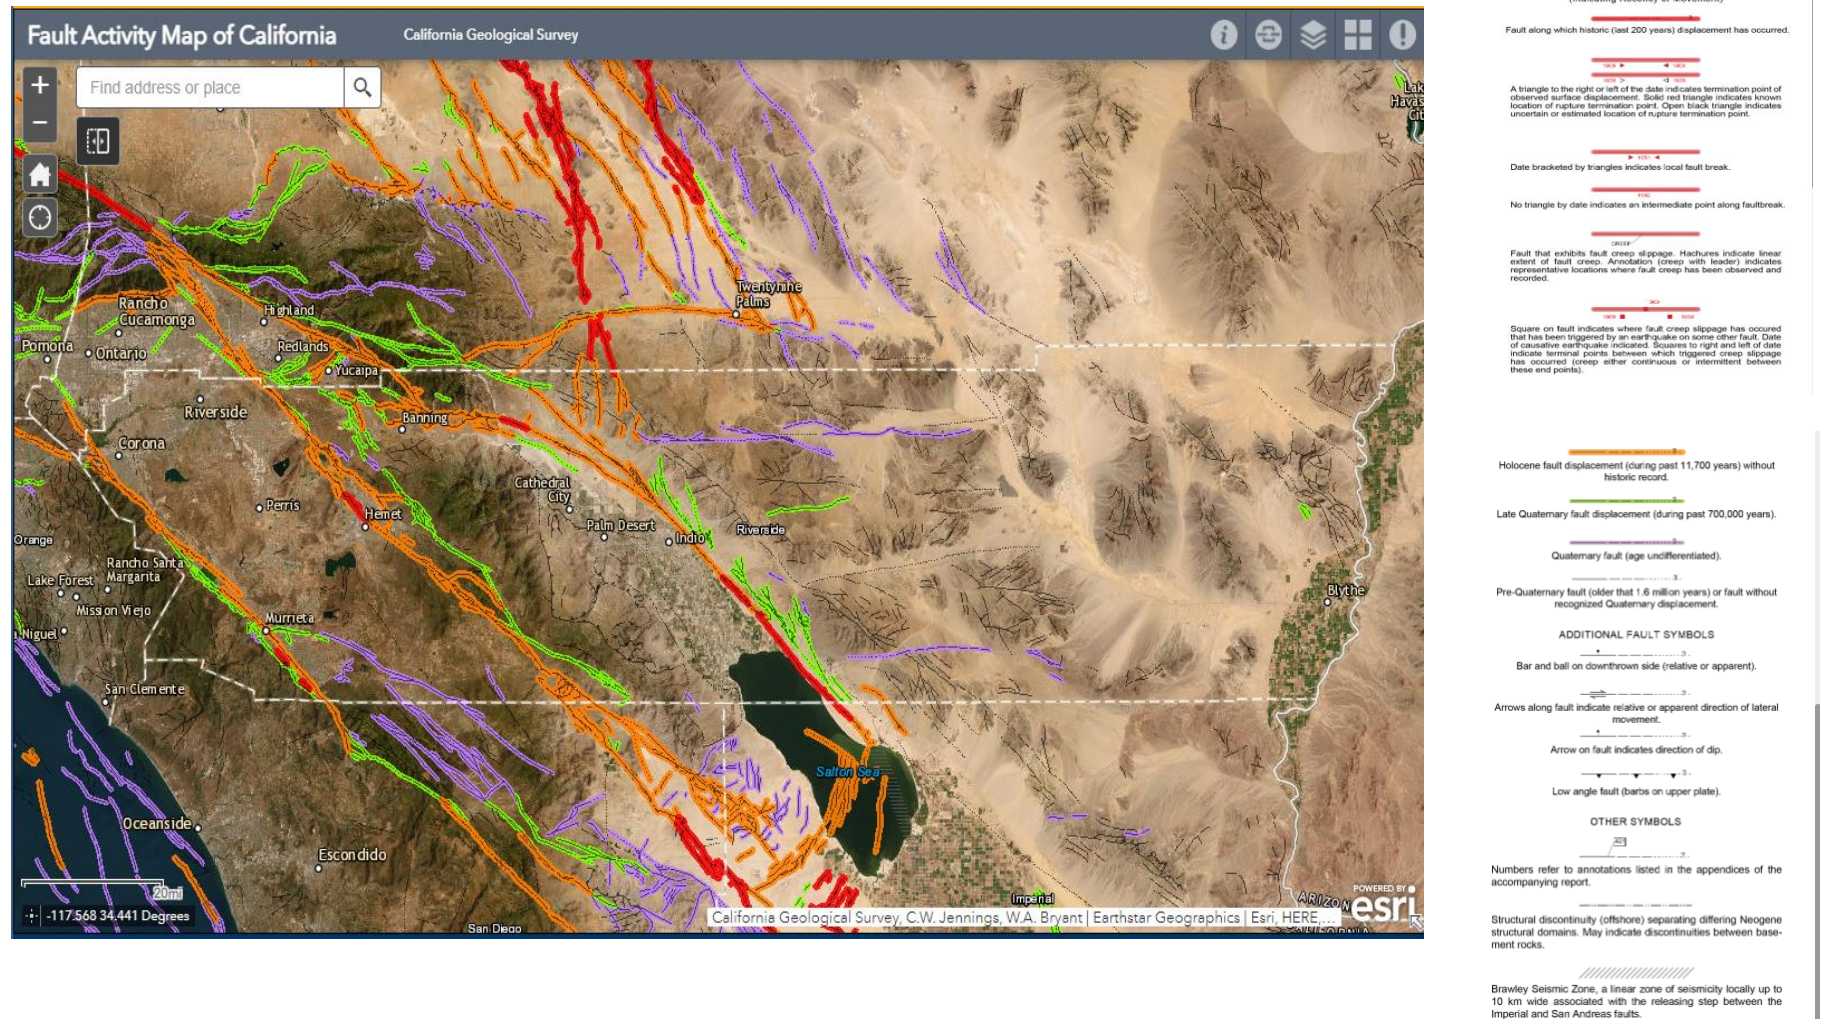 Fault Activity Map of California
California Geological Survey
Find address or place
Lake
Havas
Cit
Twentynine
Palms
Rancho
Cucamonga
Highland
Pomona
Ontario
Redlands
Yucaipa
Riverside
Banning
Corona
Cathedral
City
Perris
Hemet
Palm Desert
Indio
Riverside
Orange
Rancho Santa
Margarita
Lake Forest
Mission Viejo
Blythe
Niguel
Murrieta
San Clemente
Salton Sea
Oceanside
Escondido
20mi
-117.568 34.441 Degrees
Imperial
ARIZON
CALIFORNIA
San Diego
POWERED BY
esri
California Geological Survey, C.W. Jennings, W.A. Bryant | Earthstar Geographics | Esri, HERE,...
(Indicating Recency of Movement)
Fault along which historic (last 200 years) displacement has occurred.
A triangle to the right or left of the date indicates termination point of
observed surface displacement. Solid red triangle indicates known
location of rupture termination point. Open black triangle indicates
uncertain or estimated location of rupture termination point.
Date bracketed by triangles indicates local fault break.
No triangle by date indicates an intermediate point along faultbreak.
CREEP
Fault that exhibits fault creep slippage. Hachures indicate linear
extent of fault creep. Annotation (creep with leader) indicates
representative locations where fault creep has been observed and
recorded.
Square on fault indicates where fault creep slippage has occured
that has been triggered by an earthquake on some other fault. Date
of causative earthquake indicated. Squares to right and left of date
indicate terminal points between which triggered creep slippage
has occurred (creep either continuous or intermittent between
these end points).
Holocene fault displacement (during past 11,700 years) without
historic record.
Late Quaternary fault displacement (during past 700,000 years).
Quaternary fault (age undifferentiated).
Pre-Quaternary fault (older that 1.6 million years) or fault without
recognized Quaternary displacement.
ADDITIONAL FAULT SYMBOLS
Bar and ball on downthrown side (relative or apparent).
Arrows along fault indicate relative or apparent direction of lateral
movement.
Arrow on fault indicates direction of dip.
Low angle fault (barbs on upper plate).
OTHER SYMBOLS
Numbers refer to annotations listed in the appendices of the
accompanying report.
Structural discontinuity (offshore) separating differing Neogene
structural domains. May indicate discontinuities between base-
ment rocks.
Brawley Seismic Zone, a linear zone of seismicity locally up to
10 km wide associated with the releasing step between the
Imperial and San Andreas faults.